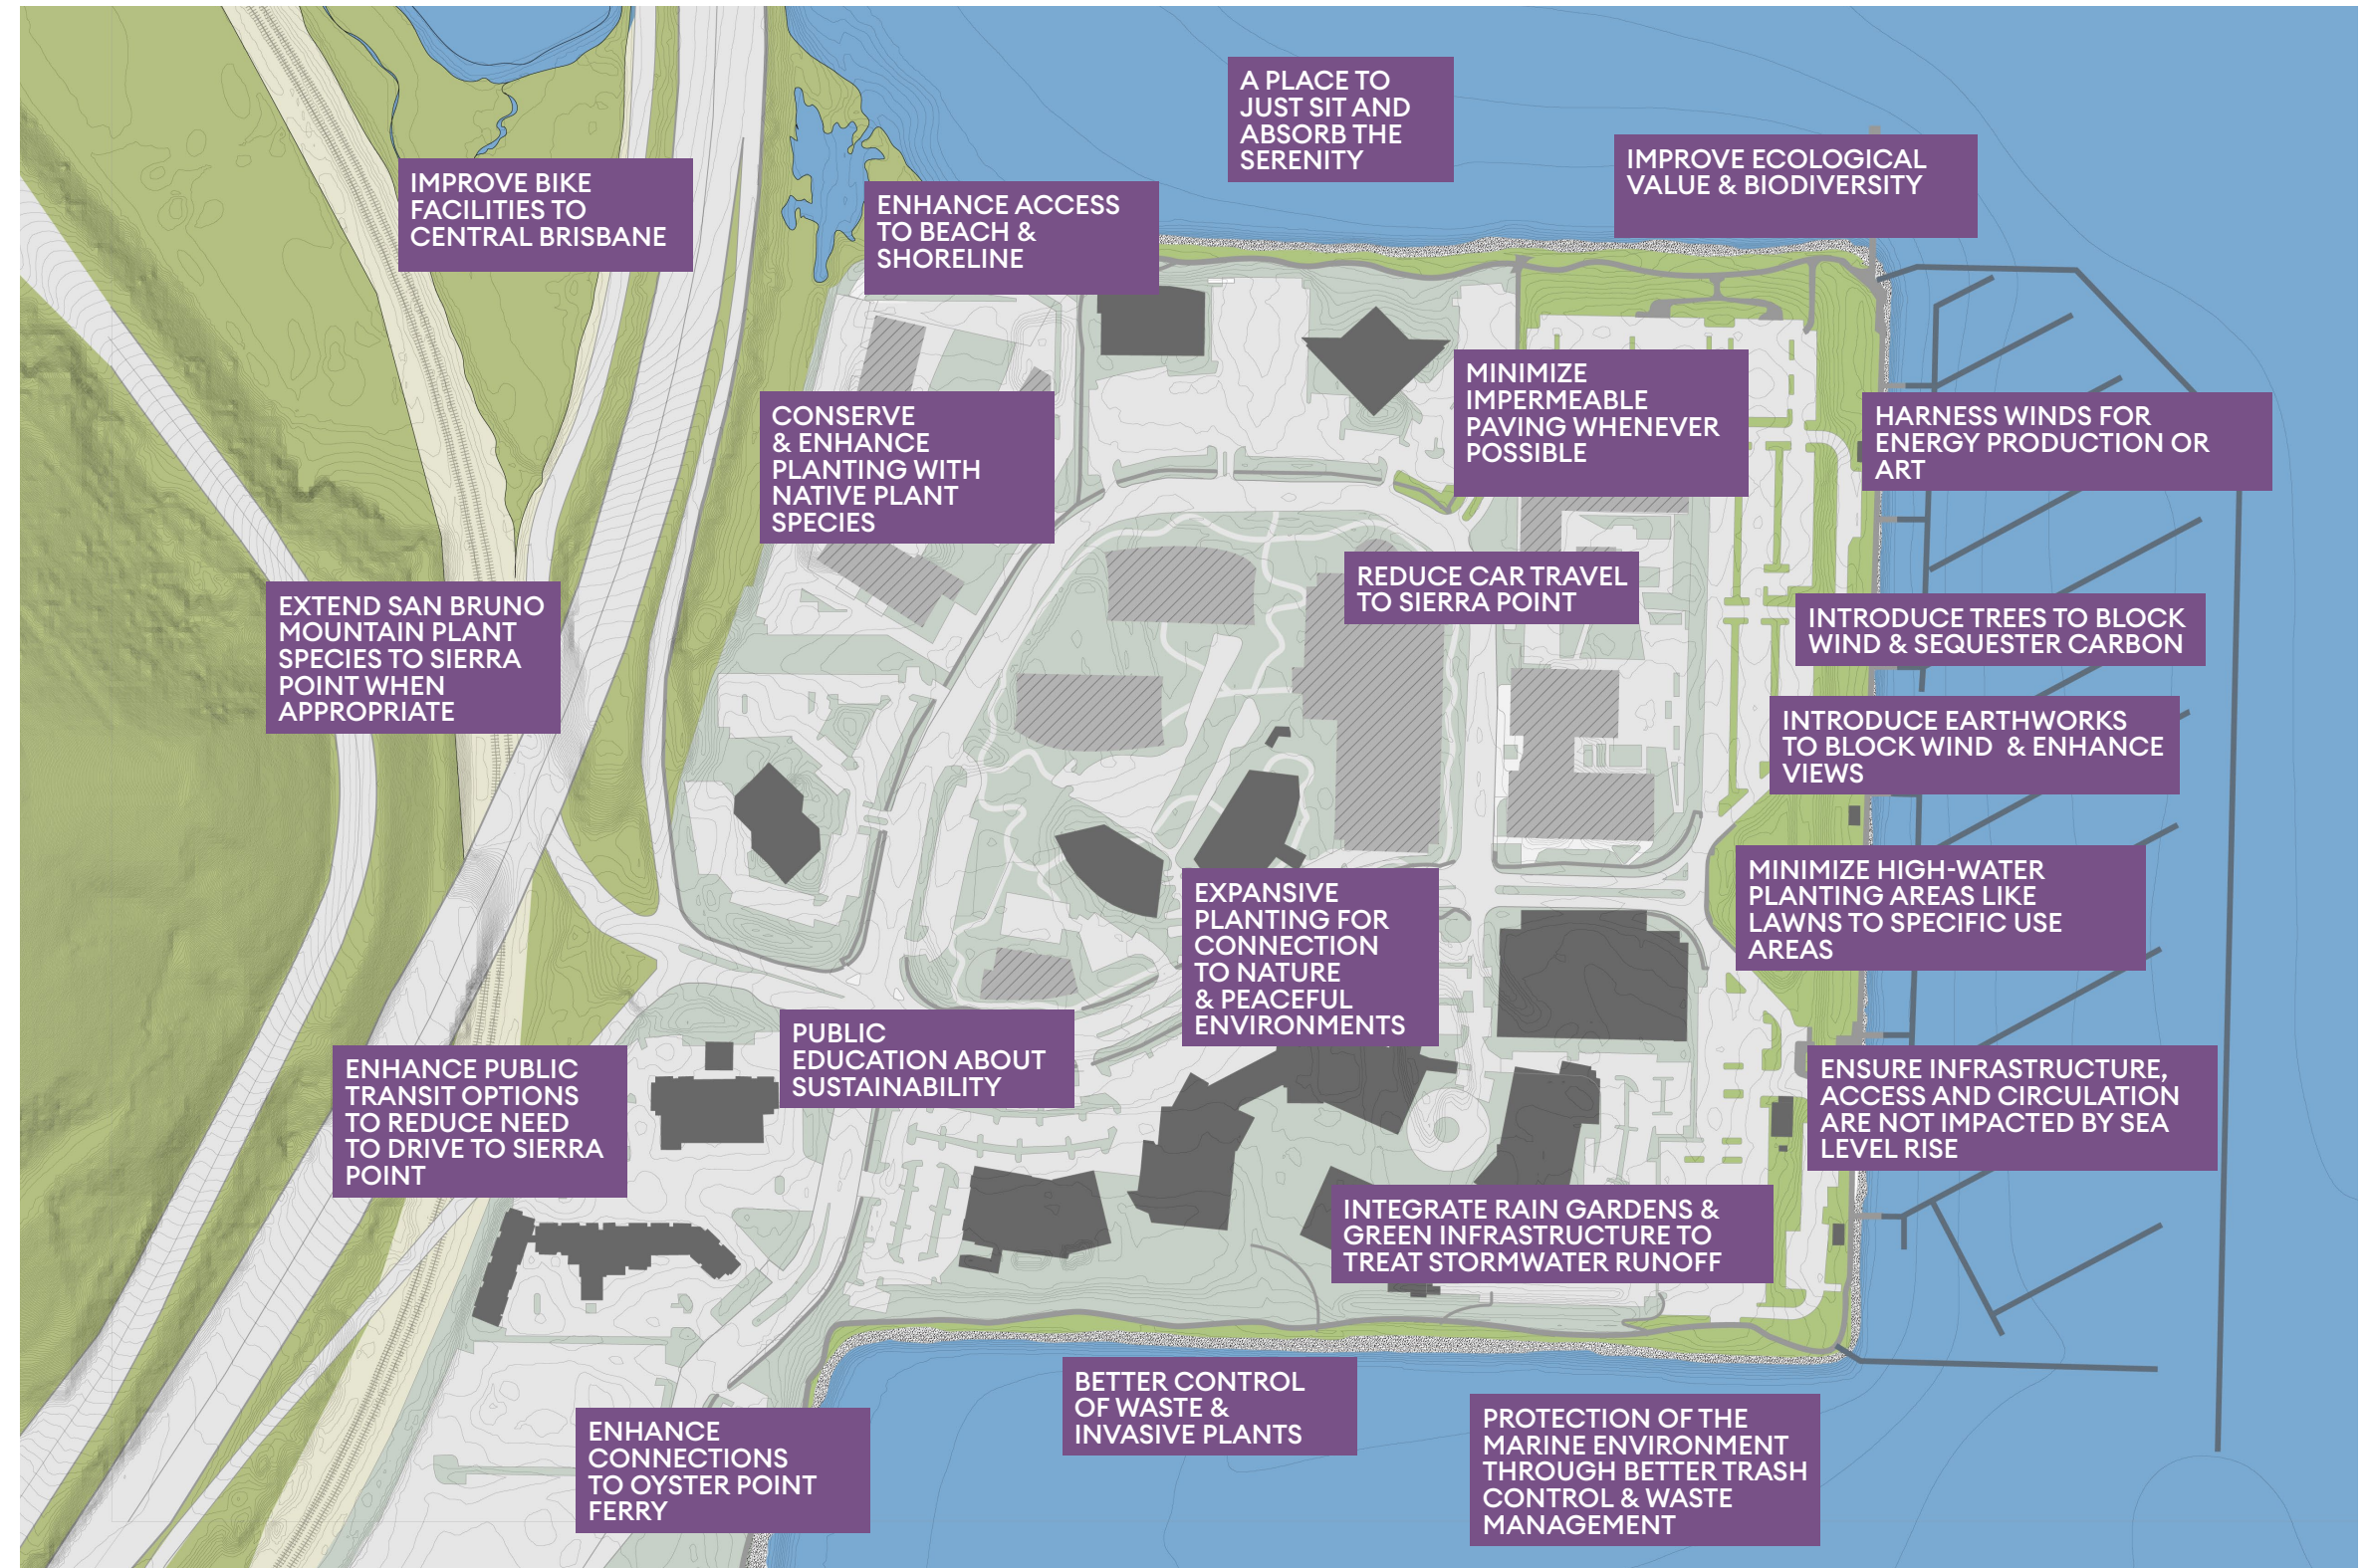 A PLACE TO
JUST SIT AND
ABSORB THE
SERENITY
IMPROVE ECOLOGICAL
VALUE & BIODIVERSITY
IMPROVE BIKE
FACILITIES TO
CENTRAL BRISBANE
ENHANCE ACCESS
TO BEACH &
SHORELINE
MINIMIZE
IMPERMEABLE
PAVING WHENEVER
POSSIBLE
HARNESS WINDS FOR
ENERGY PRODUCTION OR
ART
CONSERVE
& ENHANCE
PLANTING WITH
NATIVE PLANT
SPECIES
REDUCE CAR TRAVEL
TO SIERRA POINT
EXTEND SAN BRUNO
MOUNTAIN PLANT
SPECIES TO SIERRA
POINT WHEN
APPROPRIATE
INTRODUCE TREES TO BLOCK
WIND & SEQUESTER CARBON
INTRODUCE EARTHWORKS
TO BLOCK WIND & ENHANCE
VIEWS
MINIMIZE HIGH-WATER
PLANTING AREAS LIKE
LAWNS TO SPECIFIC USE
AREAS
EXPANSIVE
PLANTING FOR
CONNECTION
TO NATURE
& PEACEFUL
ENVIRONMENTS
PUBLIC
EDUCATION ABOUT
SUSTAINABILITY
ENHANCE PUBLIC
TRANSIT OPTIONS
TO REDUCE NEED
TO DRIVE TO SIERRA
POINT
ENSURE INFRASTRUCTURE,
ACCESS AND CIRCULATION
ARE NOT IMPACTED BY SEA
LEVEL RISE
INTEGRATE RAIN GARDENS &
GREEN INFRASTRUCTURE TO
TREAT STORMWATER RUNOFF
BETTER CONTROL
OF WASTE &
INVASIVE PLANTS
ENHANCE
CONNECTIONS
TO OYSTER POINT
FERRY
PROTECTION OF THE
MARINE ENVIRONMENT
THROUGH BETTER TRASH
CONTROL & WASTE
MANAGEMENT